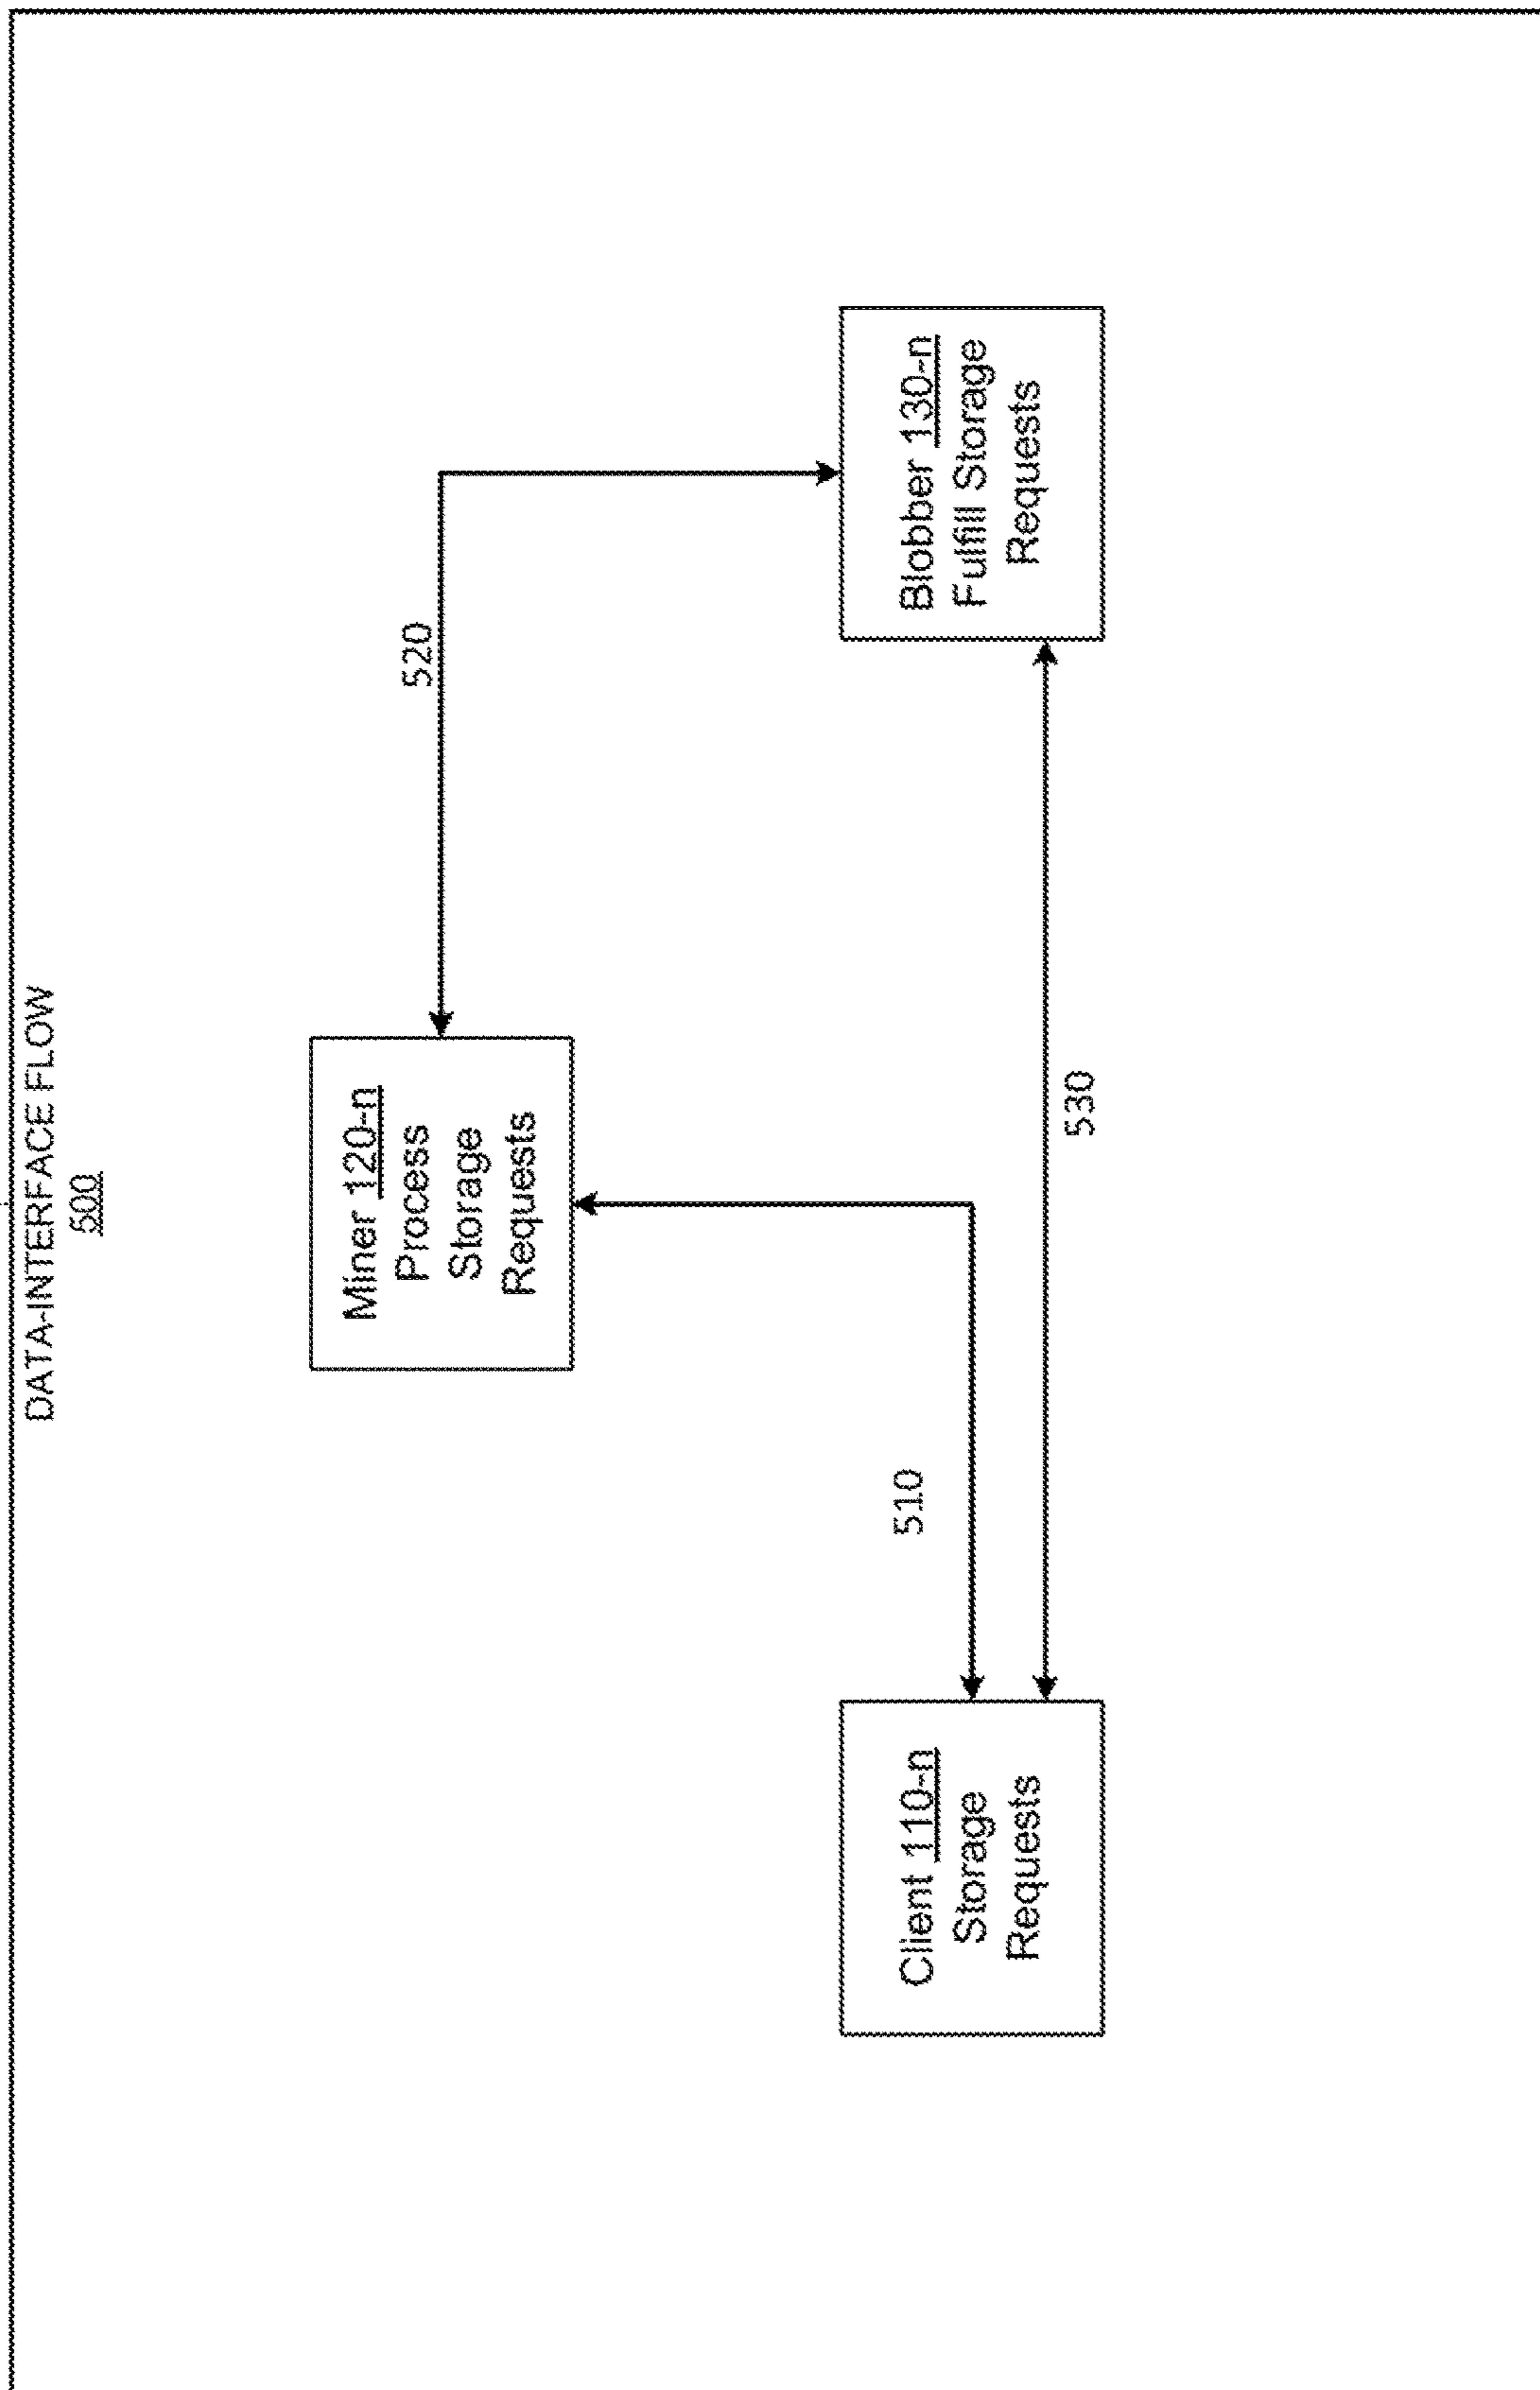 DATA-INTERFACE FLOW
500
Miner 120-n
Process
Storage
Requests
520
510
Client 110-n
Storage
Requests
Blobber 130-n
Fulfill Storage
Requests
530